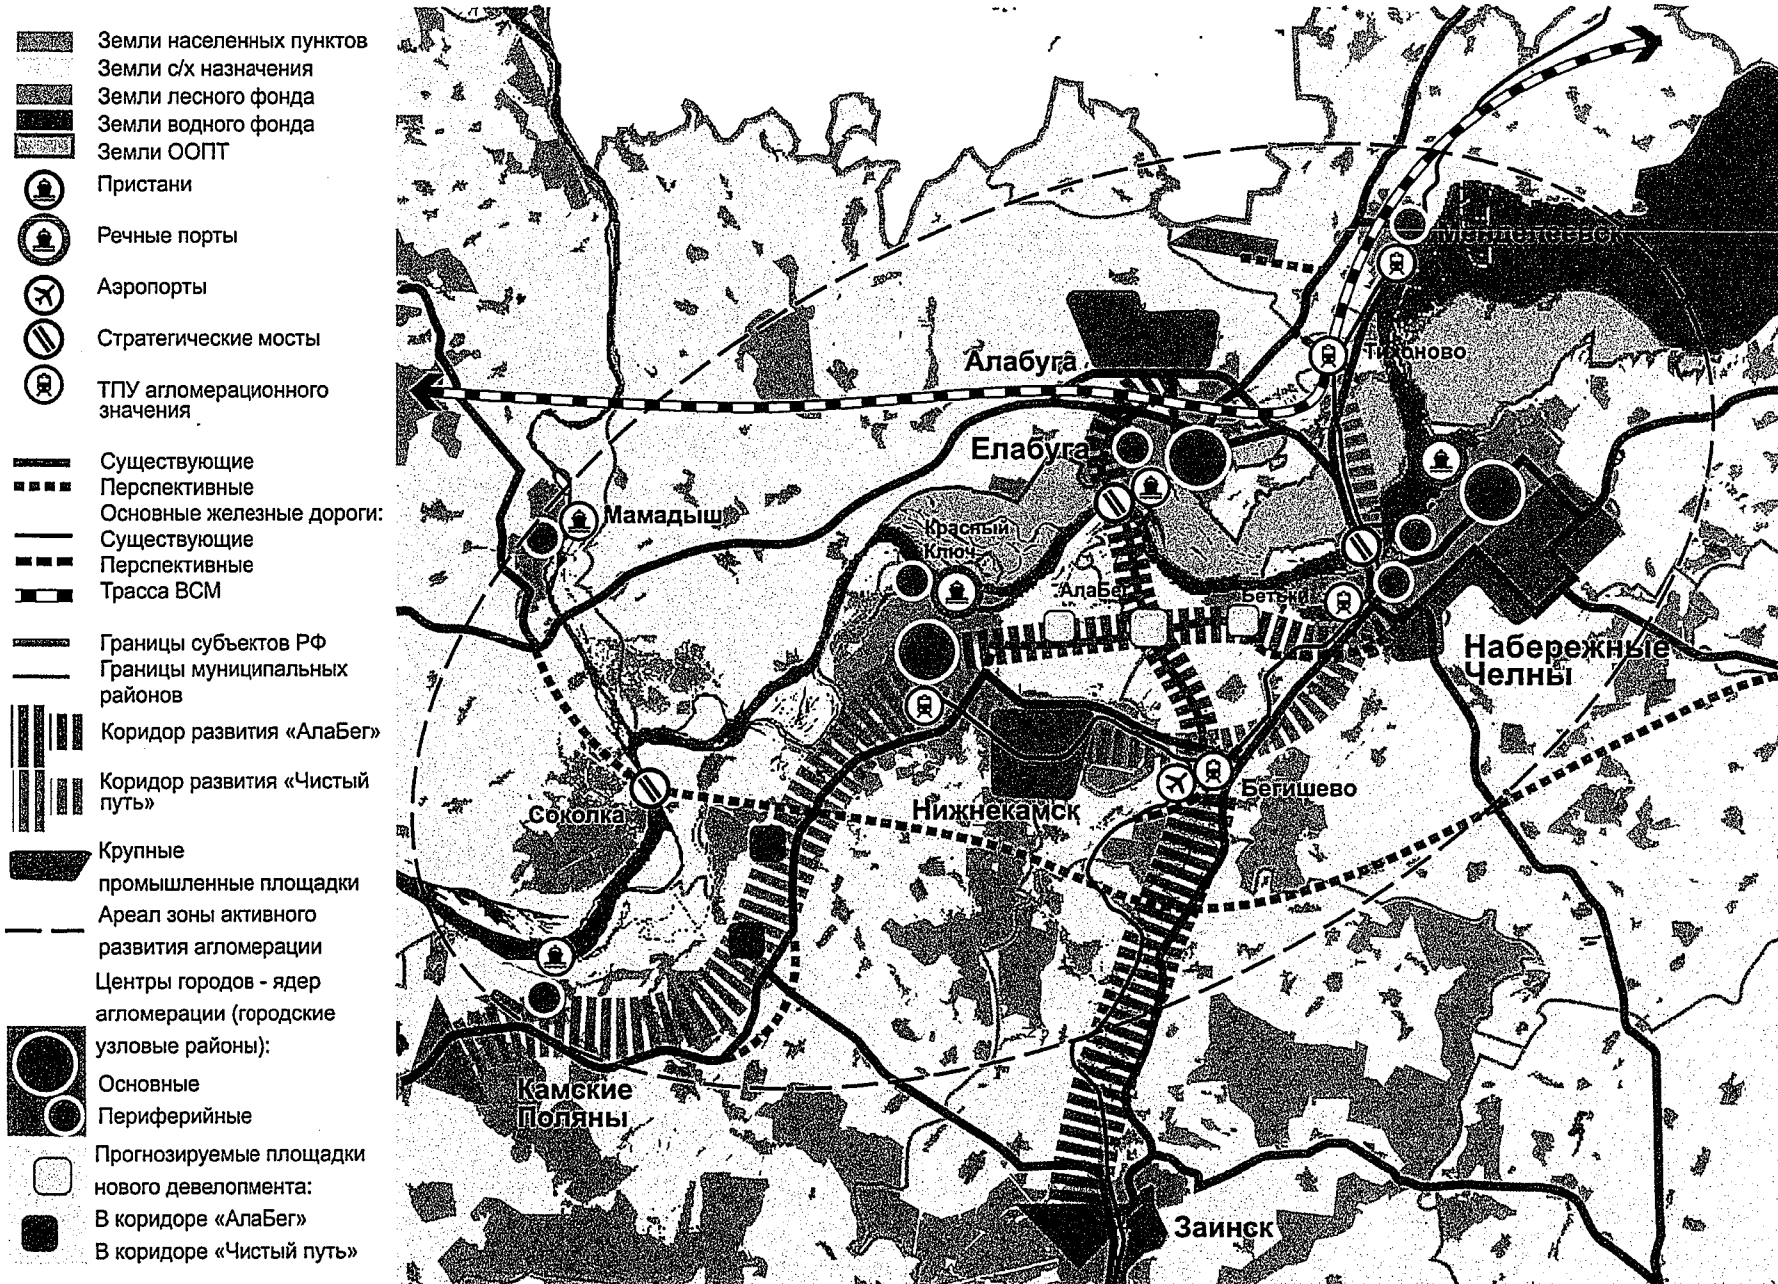 Земли населенных пунктов
Земли с/х назначения
Земли лесного фонда
Земли водного фонда
Земли ООПТ
Пристани
Речные порты
Аэропорты
Стратегические мосты
ТПУ агломерационного
значения
Существующие
Перспективные
Основные железные дороги:
Существующие
Перспективные
Трасса ВСМ
Границы субъектов РФ
Границы муниципальных
районов
Коридор развития «АлаБег»
Коридор развития «Чистый
путь»
Крупные
промышленные площадки
Ареал зоны активного
развития агломерации
Центры городов - ядер
агломерации (городские
узловые районы):
Основные
Периферийные
Прогнозируемые площадки
нового девелопмента:
В коридоре «АлаБег»
В коридоре «Чистый путь»
Менделеевск
Тихоново
Алабуга
Елабуга
Мамадыш
Красный
Ключ
АлаБег
Бетьки
Набережные
Челны
Бегишево
Нижнекамск
Соколка
Камские
Поляны
Заинск